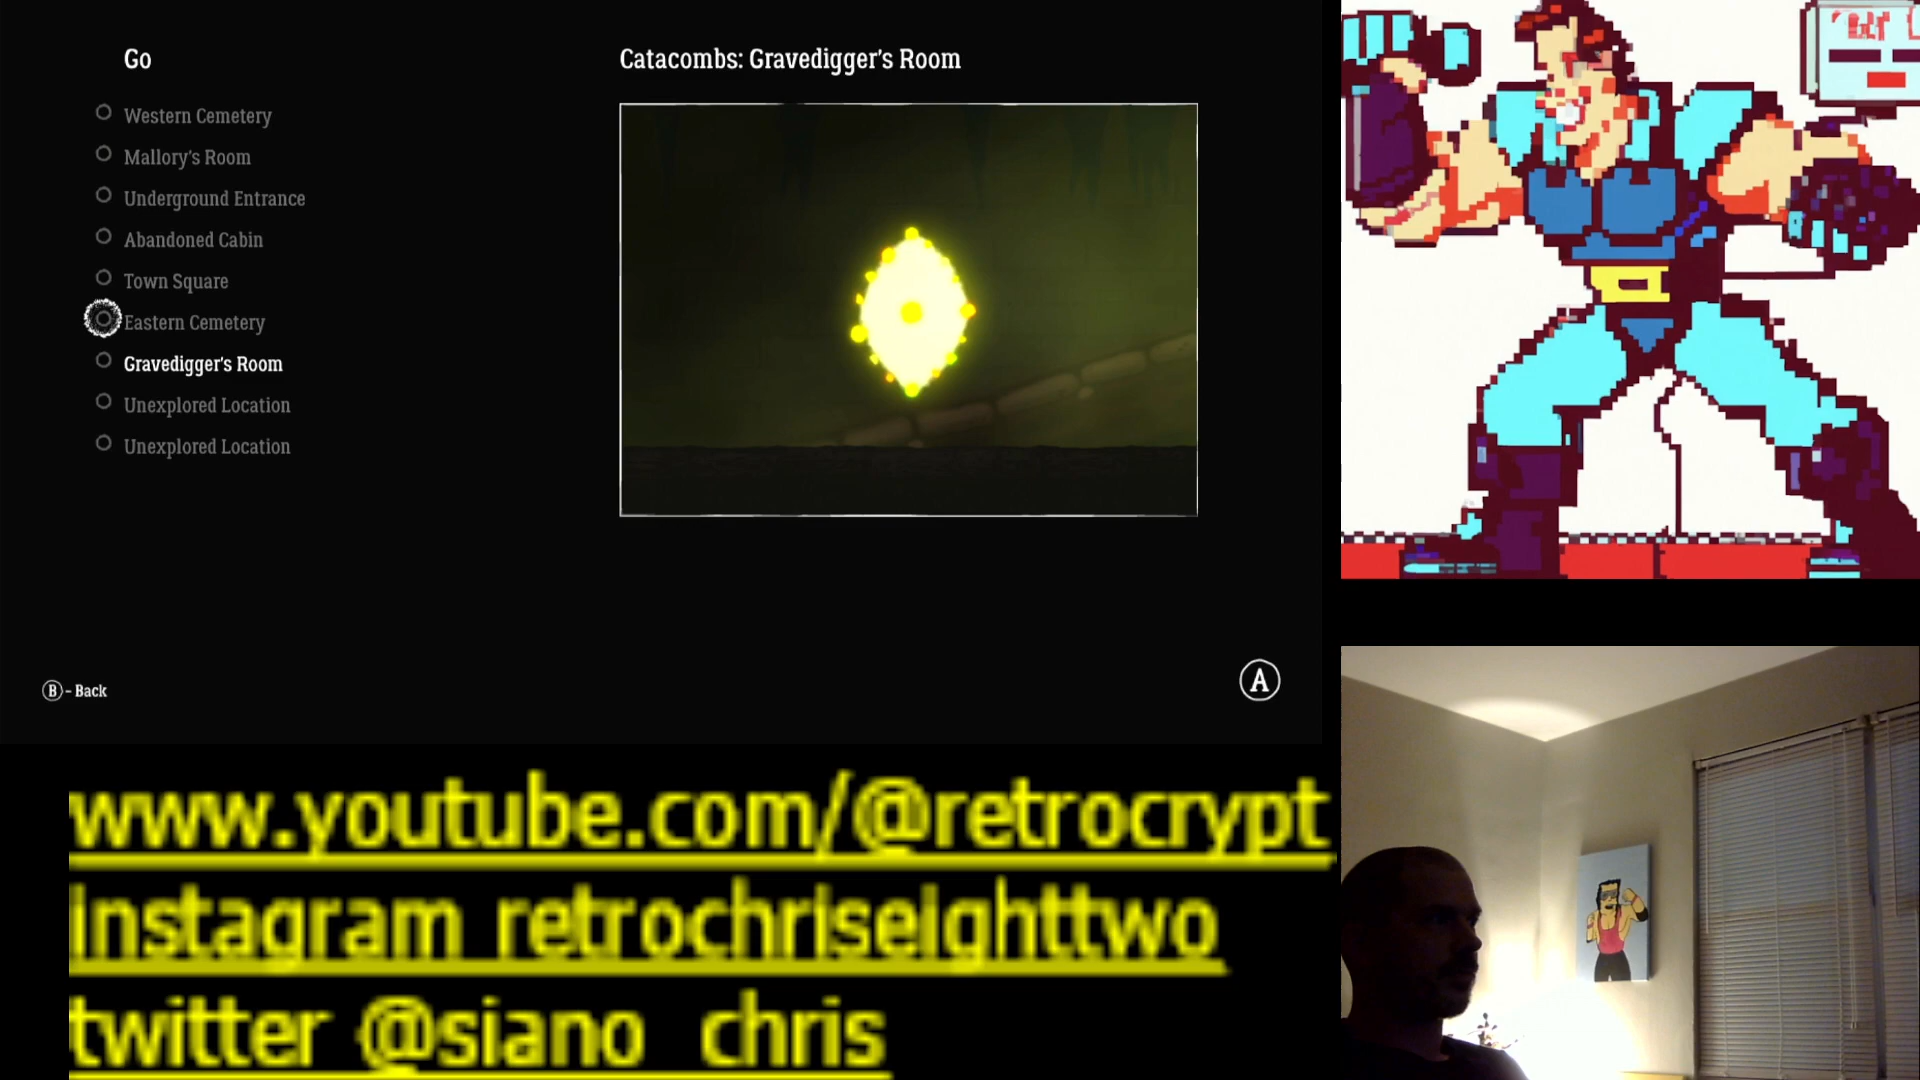 Go
Western Cemetery
Mallory's Room
Underground Entrance
Abandoned Cabin
Town Square
Eastern Cemetery
Gravedigger's Room
Unexplored Location
Unexplored Location
Catacombs: Gravedigger's Room
B - Back
A
www.youtube.com/@retrocrypt
instagram retrochriseighttwo
twitter @siano_chris